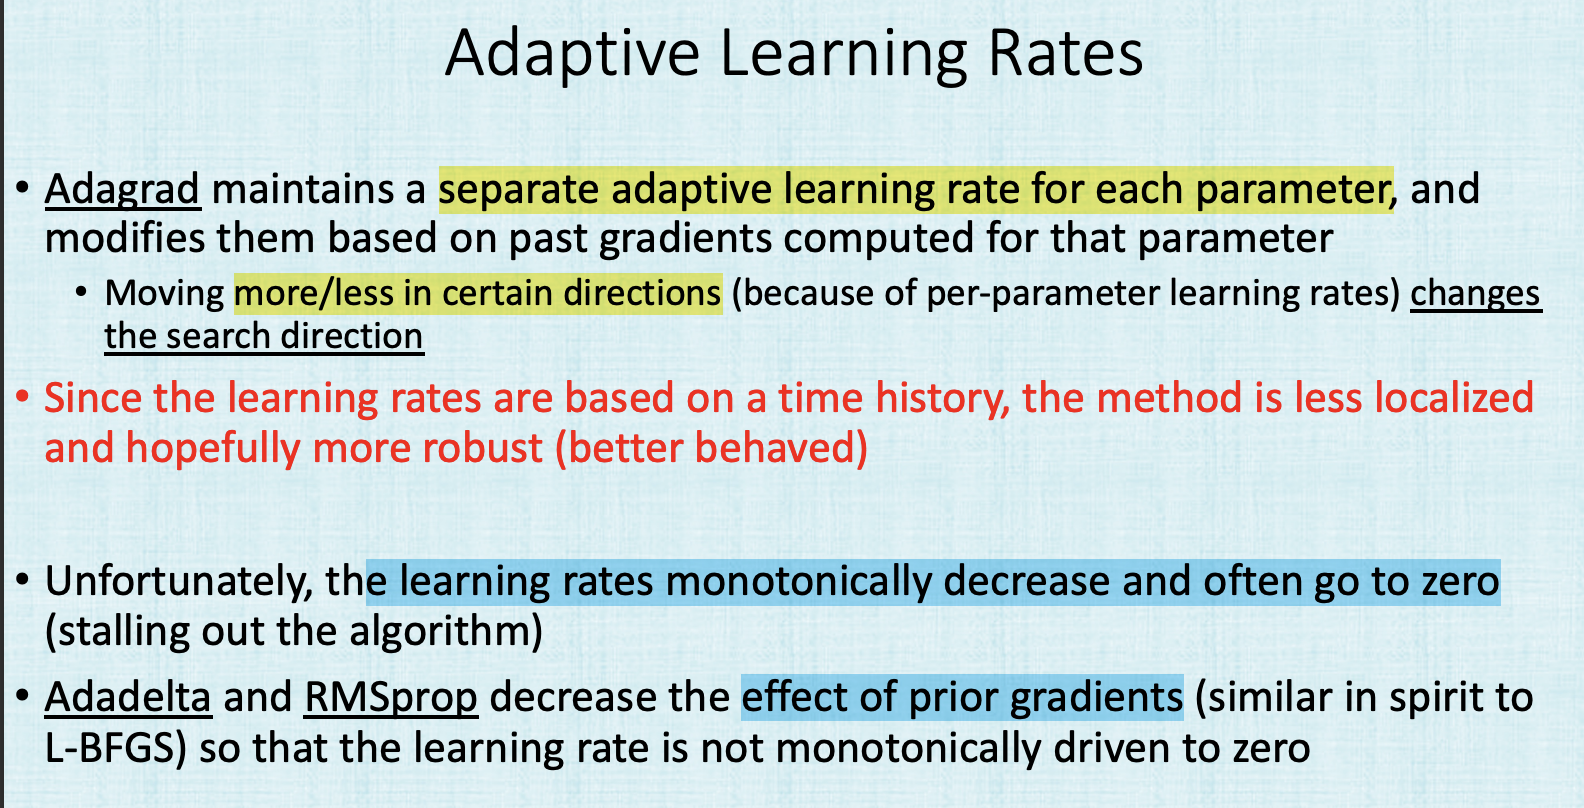 Adaptive Learning Rates
• Adagrad maintains a separate adaptive learning rate for each parameter, and
modifies them based on past gradients computed for that parameter
• Moving more/less in certain directions (because of per-parameter learning rates) changes
the search direction
• Since the learning rates are based on a time history, the method is less localized
and hopefully more robust (better behaved)
• Unfortunately, the learning rates monotonically decrease and often go to zero
(stalling out the algorithm)
• Adadelta and RMSprop decrease the effect of prior gradients (similar in spirit to
L-BFGS) so that the learning rate is not monotonically driven to zero